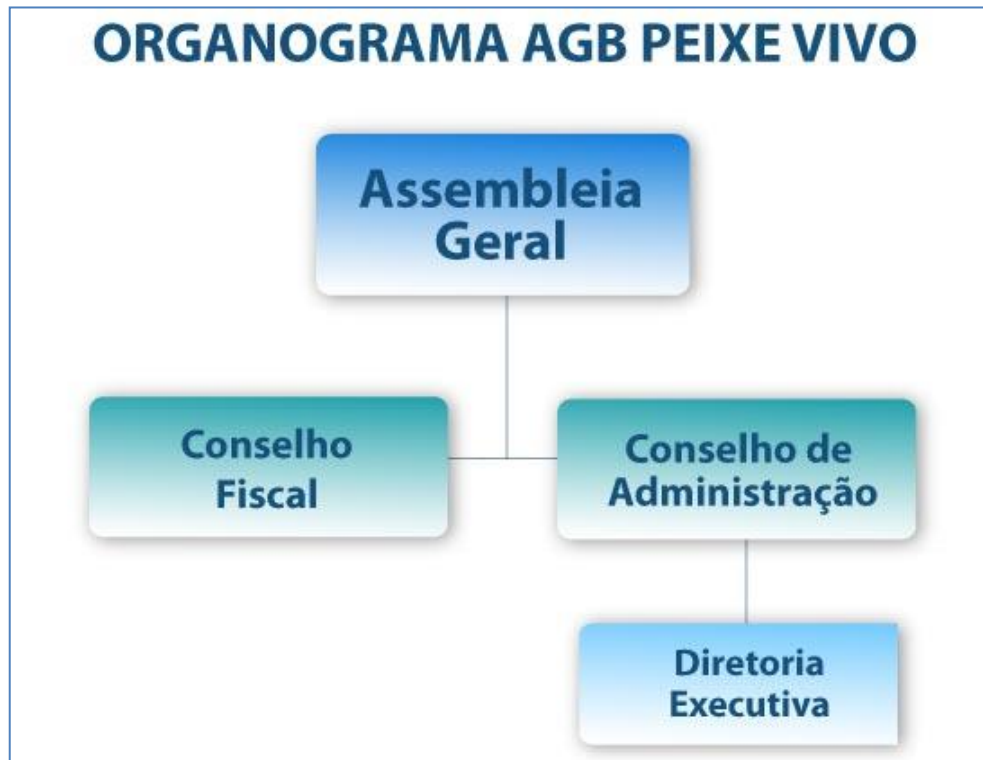 ORGANOGRAMA AGB PEIXE VIVO
Assembleia
Geral
Conselho
Fiscal
Conselho de
Administração
Diretoria
Executiva